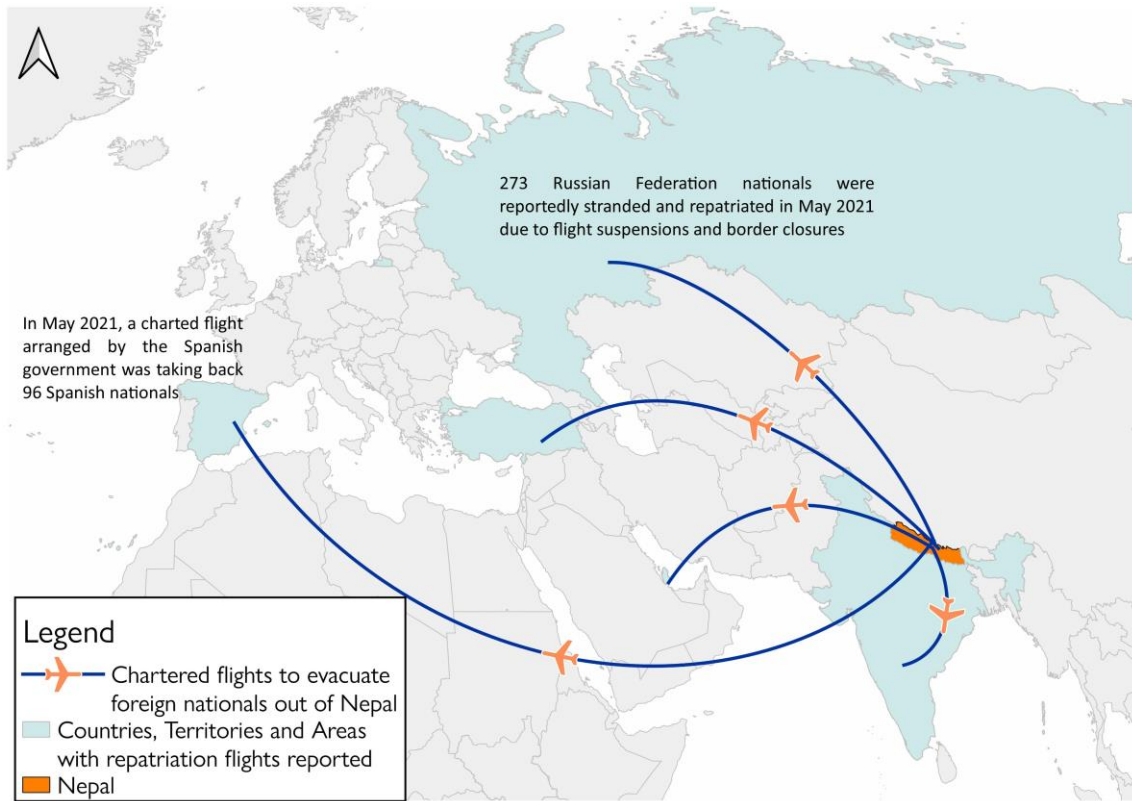 273 Russian Federation nationals were
reportedly stranded and repatriated in May 2021
due to flight suspensions and border closures
In May 2021, a charted flight
arranged by the Spanish
government was taking back
96 Spanish nationals
Legend
Chartered flights to evacuate
foreign nationals out of Nepal
Countries, Territories and Areas
with repatriation flights reported
Nepal